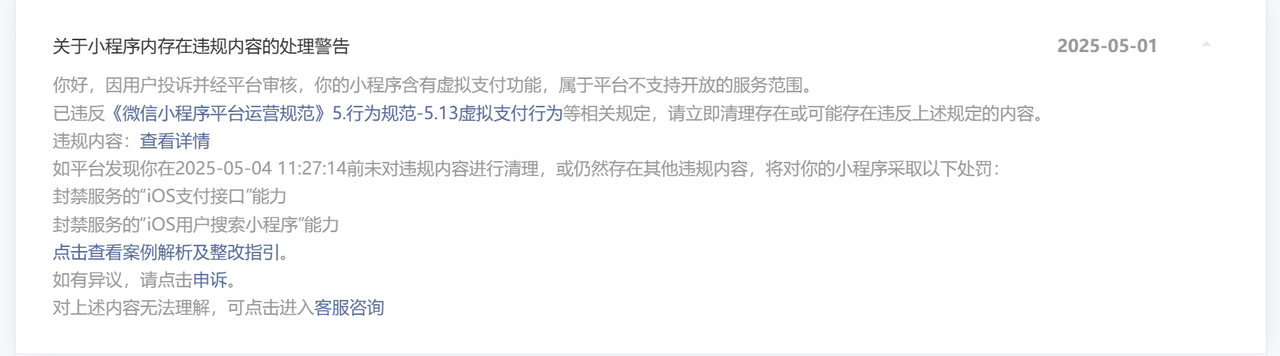 关于小程序内存在违规内容的处理警告 2025-05-01
你好，因用户投诉并经平台审核，你的小程序含有虚拟支付功能，属于平台不支持开放的服务范围。
已违反《微信小程序平台运营规范》5.行为规范-5.13虚拟支付行为等相关规定，请立即清理存在或可能存在违反上述规定的内容。
违规内容：查看详情
如平台发现你在2025-05-04 11:27:14前未对违规内容进行清理，或仍然存在其他违规内容，将对你的小程序采取以下处罚：
封禁服务的“iOS支付接口”能力
封禁服务的“iOS用户搜索小程序”能力
点击查看案例解析及整改指引。
如有异议，请点击申诉。
对上述内容无法理解，可点击进入客服咨询